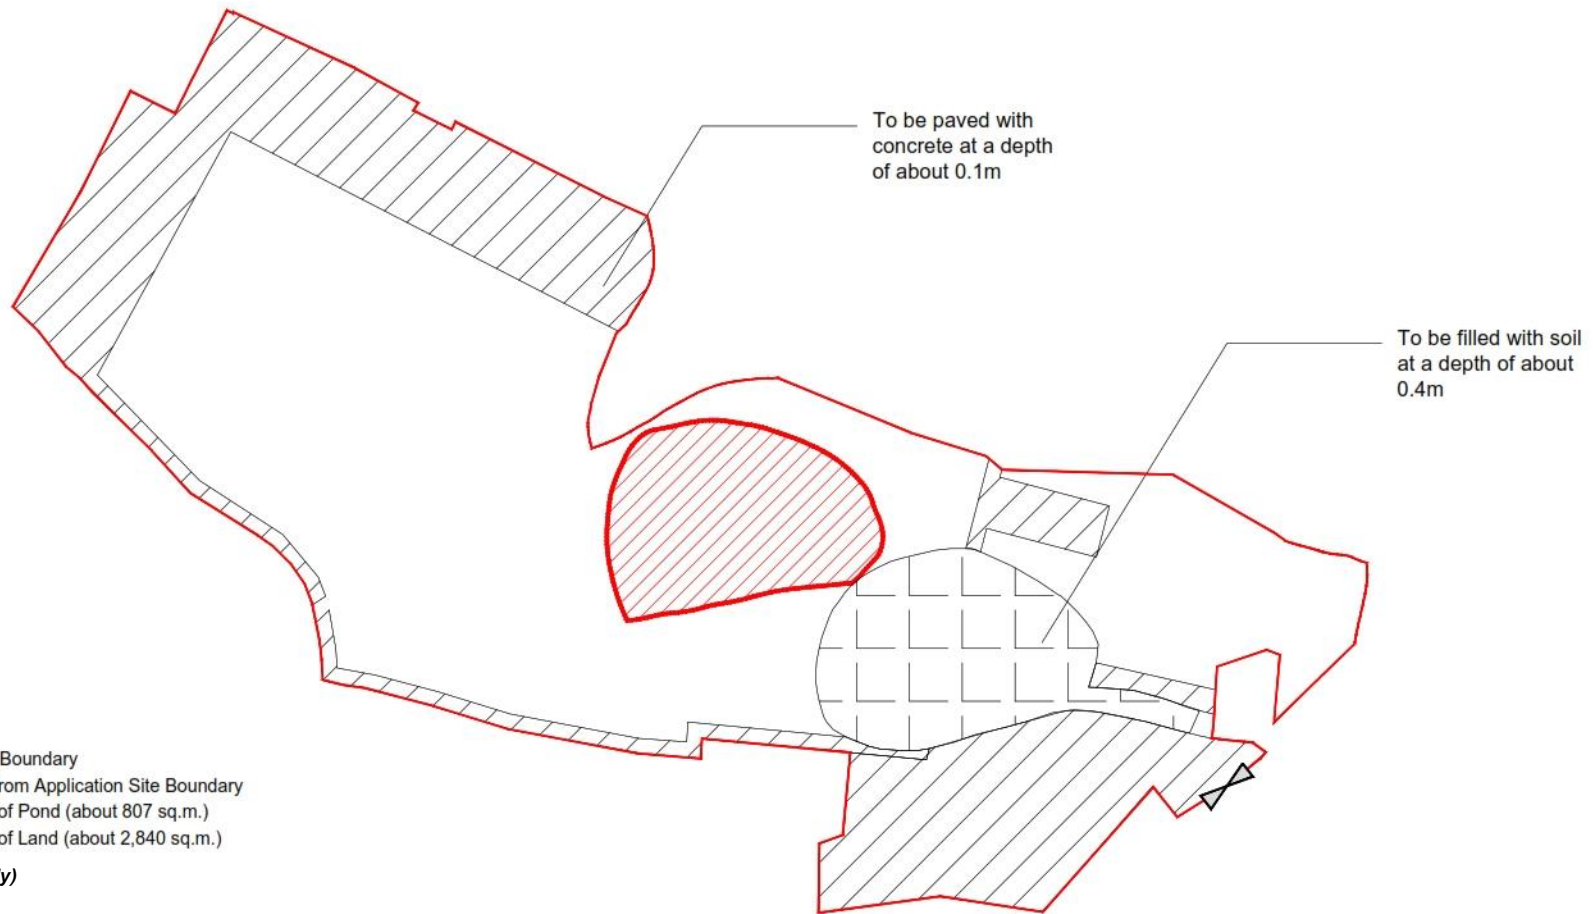 To be paved with
concrete at a depth
of about 0.1m
To be filled with soil
at a depth of about
0.4m
Boundary
from Application Site Boundary
of Pond (about 807 sq.m.)
of Land (about 2,840 sq.m.)